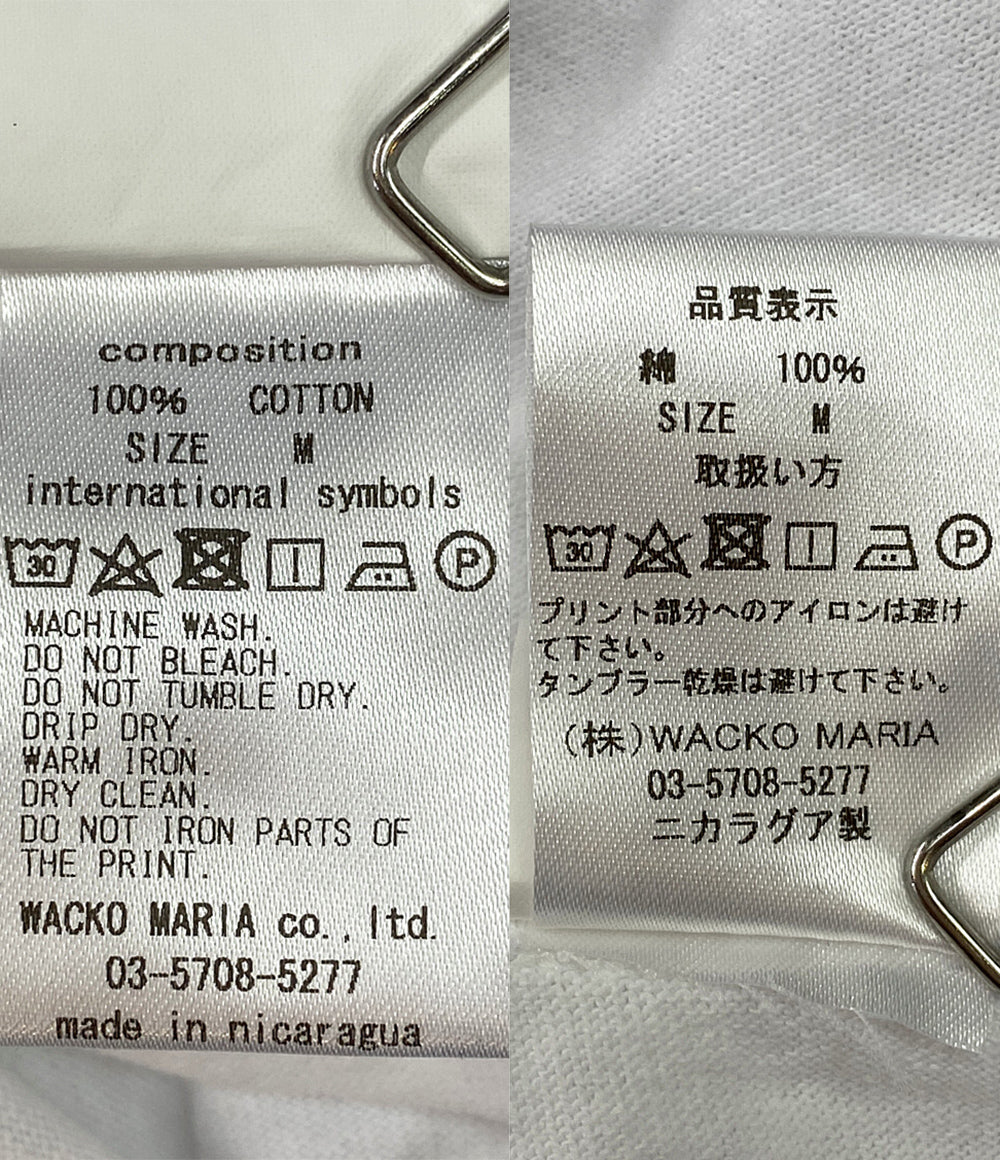 composition
100% COTTON
SIZE M
international symbols
30 P
MACHINE WASH.
DO NOT BLEACH.
DO NOT TUMBLE DRY.
DRIP DRY.
WARM IRON.
DRY CLEAN.
DO NOT IRON PARTS OF
THE PRINT.
WACKO MARIA co., ltd.
03-5708-5277
made in nicaragua
品質表示
綿 100%
SIZE M
取扱い方
30 P
プリント部分へのアイロンは避け
て下さい。
タンブラー乾燥は避けて下さい。
(株)WACKO MARIA
03-5708-5277
ニカラグア製